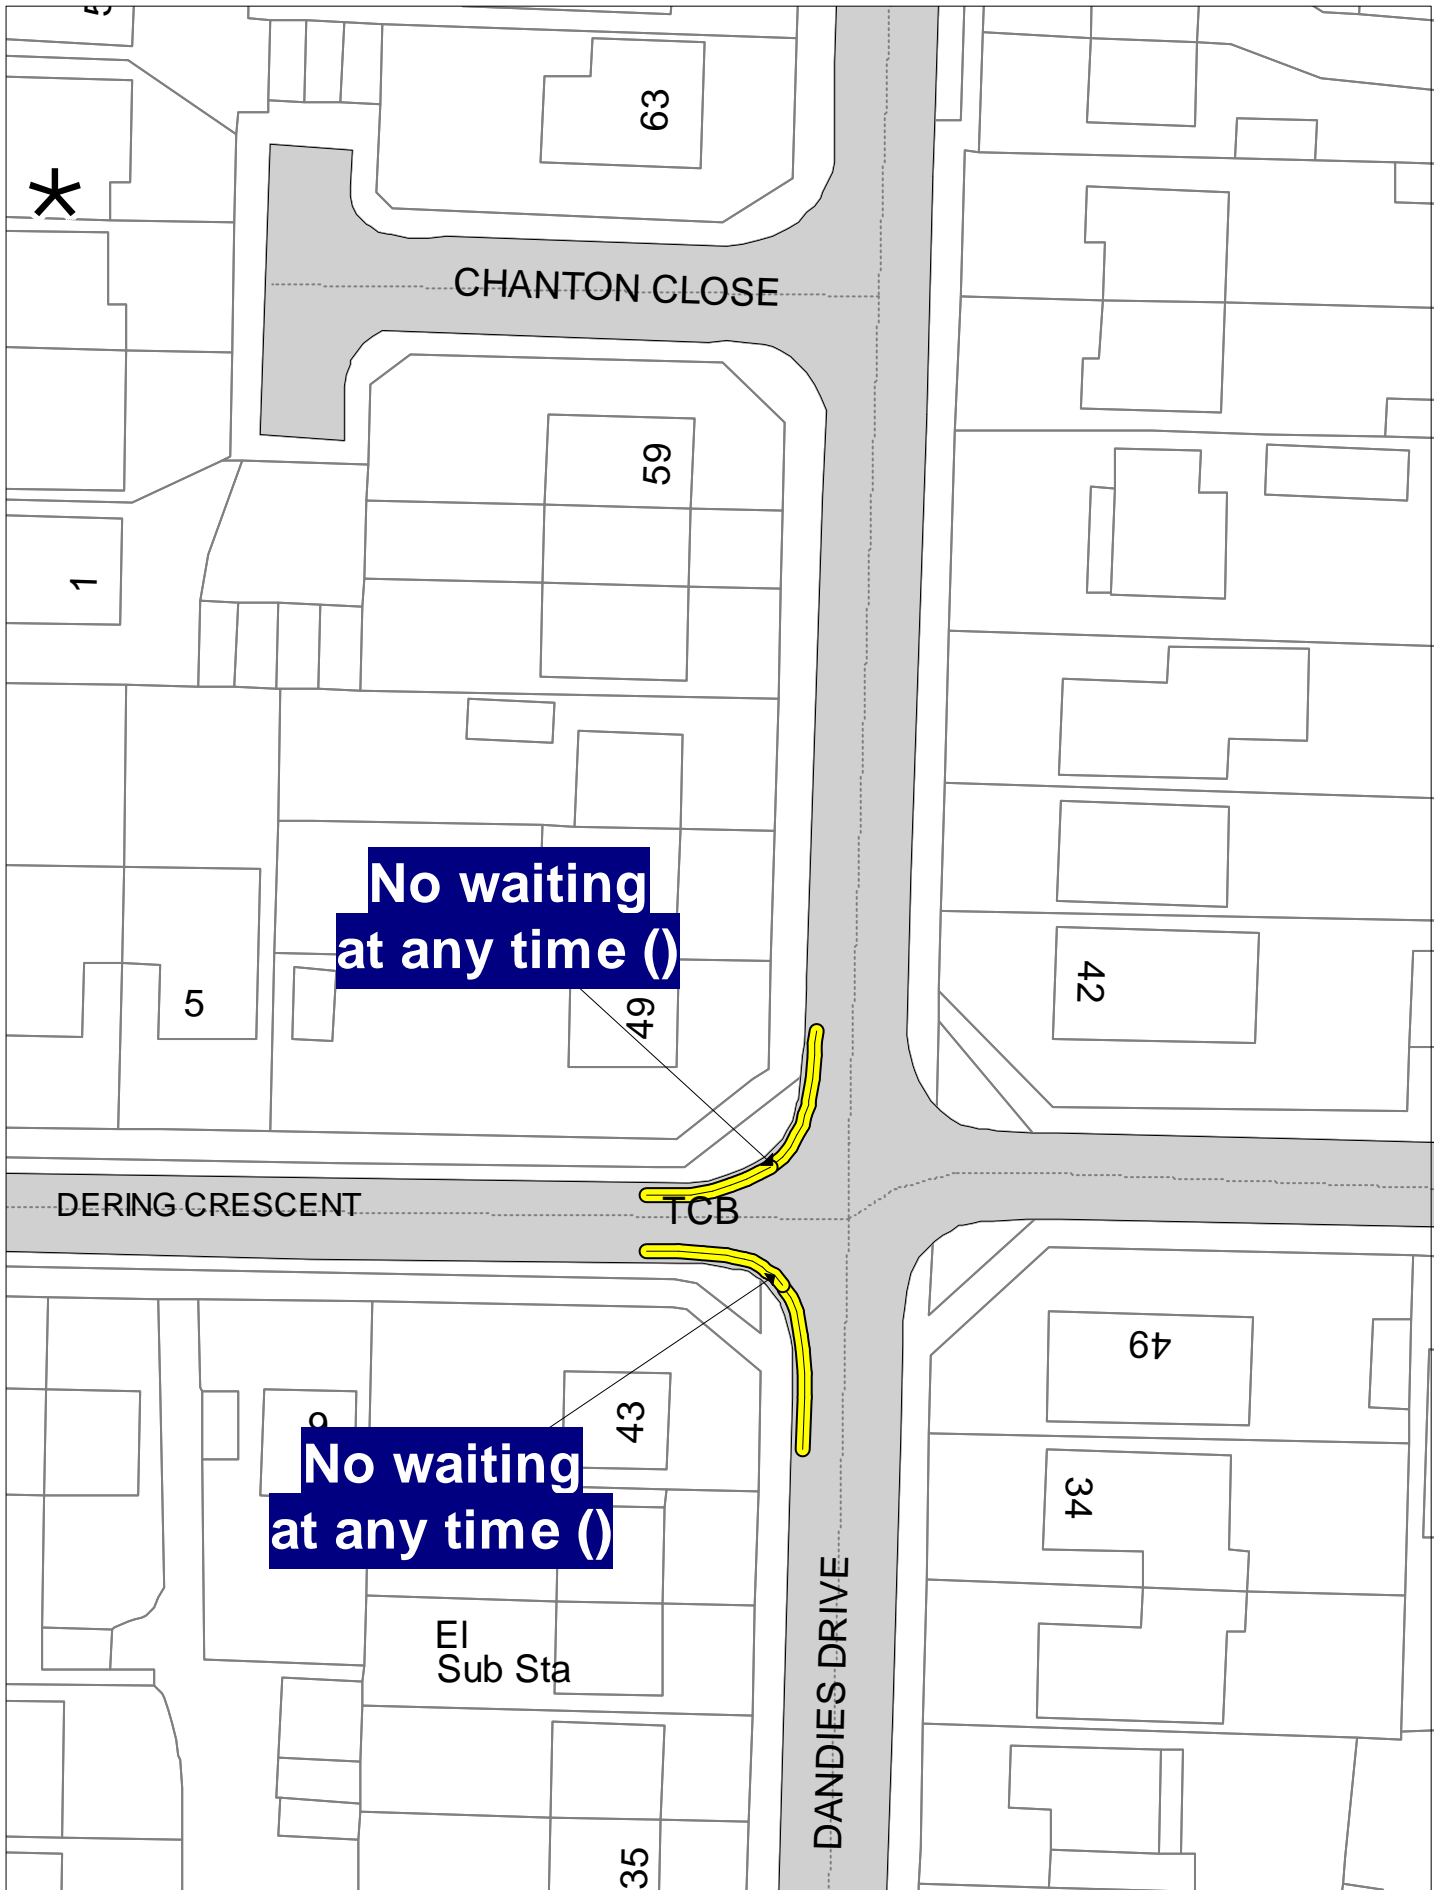 63
CHANTON CLOSE
59
1
No waiting
at any time ()
42
5
49
DERING CRESCENT
TCB
49
43
No waiting
at any time ()
34
El
Sub Sta
DANDIES DRIVE
35